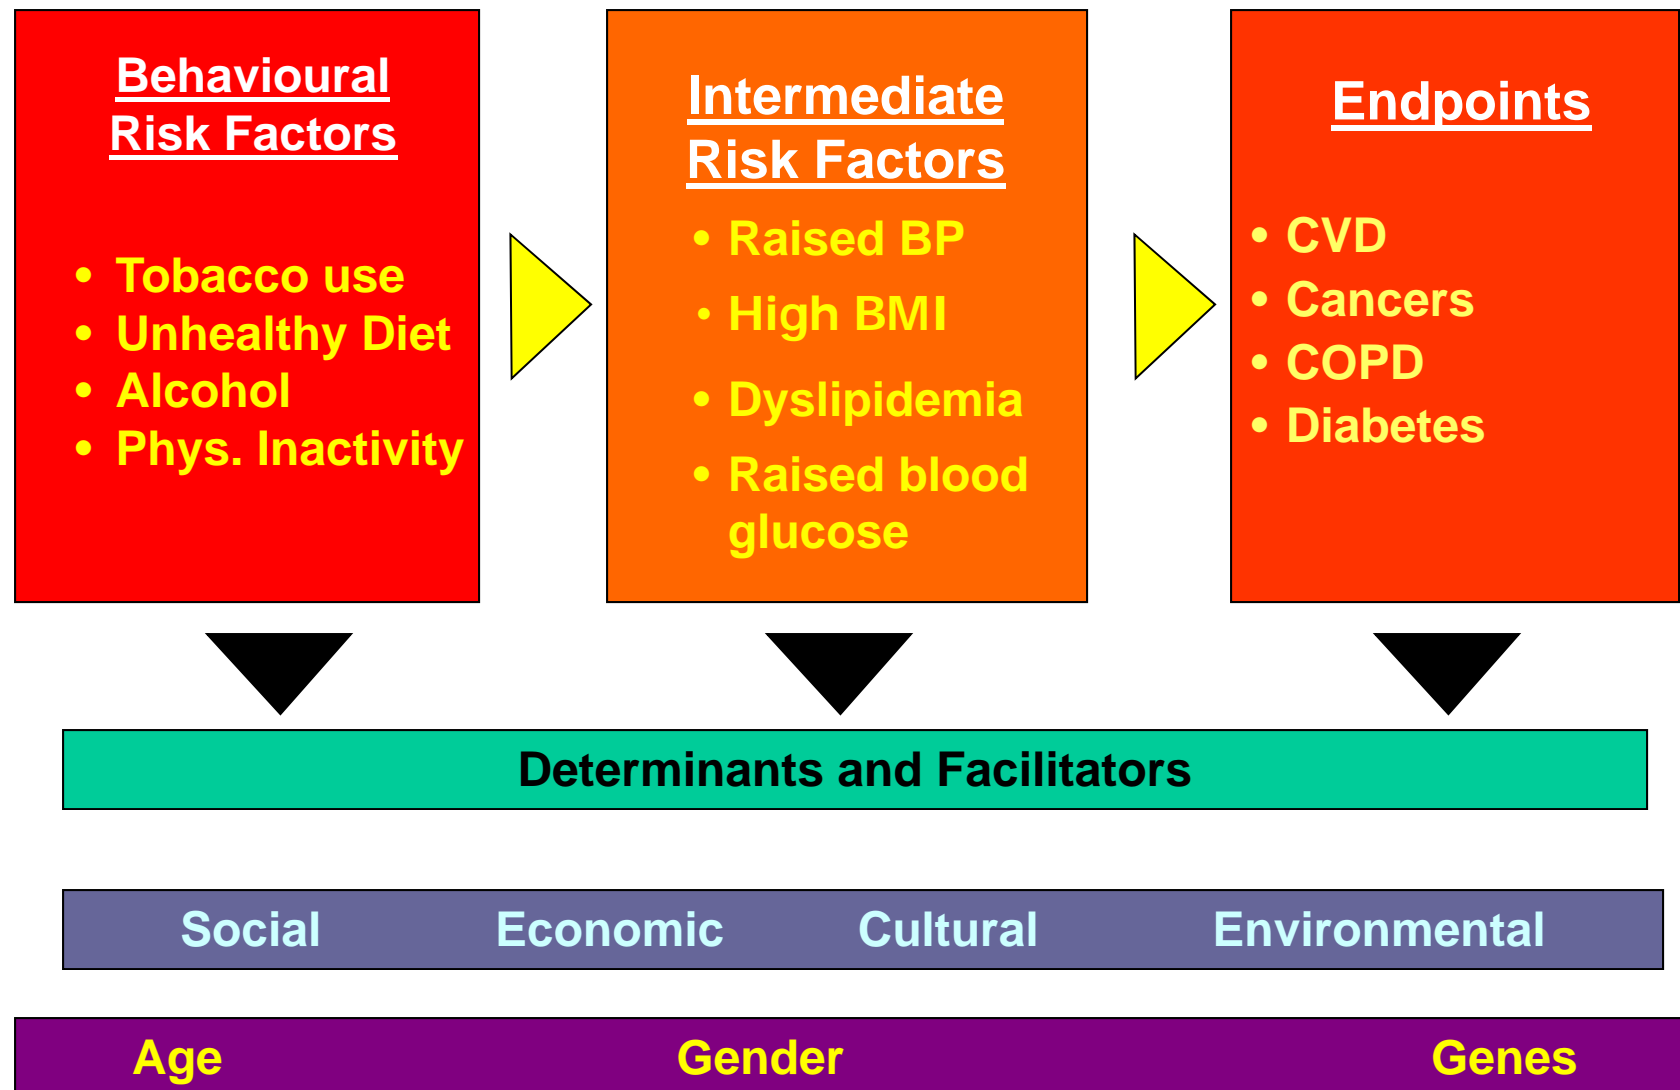 Behavioural
Risk Factors
• Tobacco use
• Unhealthy Diet
• Alcohol
• Phys. Inactivity
Intermediate
Risk Factors
• Raised BP
• High BMI
• Dyslipidemia
• Raised blood
glucose
Endpoints
• CVD
• Cancers
• COPD
• Diabetes
Determinants and Facilitators
Social Economic Cultural Environmental
Age Gender Genes